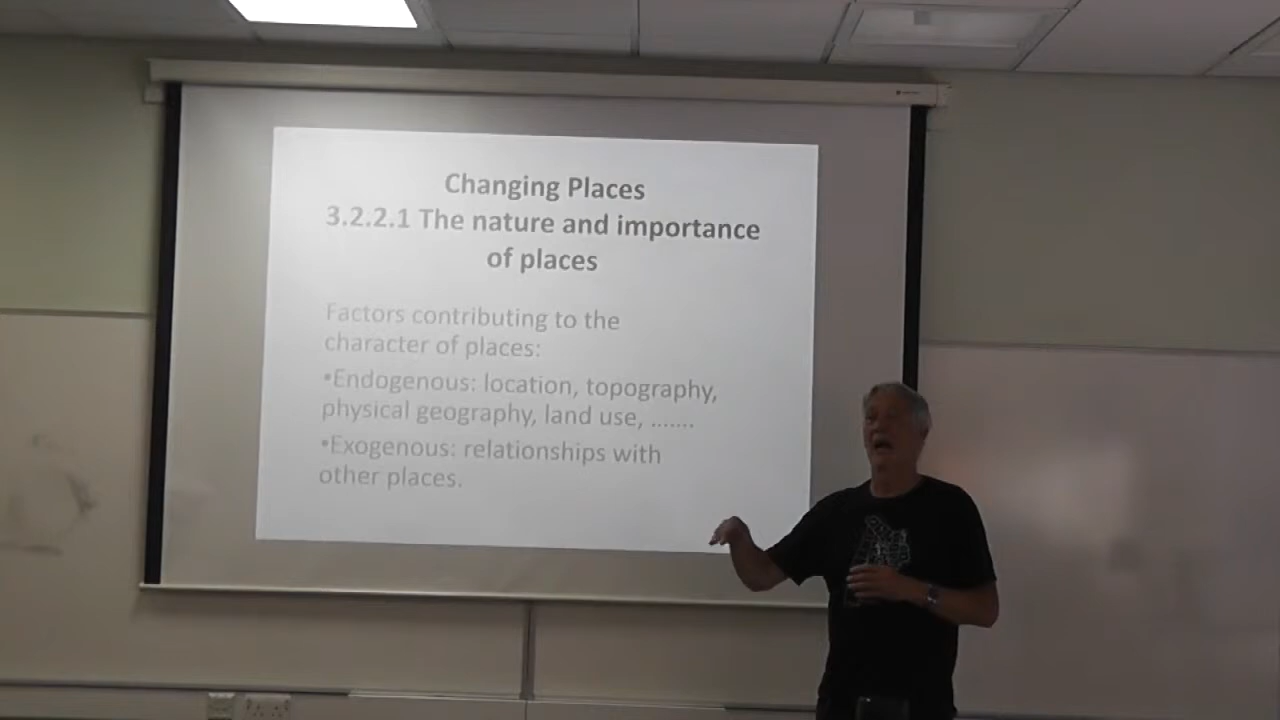 Changing Places
3.2.2.1 The nature and importance
of places
Factors contributing to the
character of places:
•Endogenous: location, topography,
physical geography, land use, .......
•Exogenous: relationships with
other places.